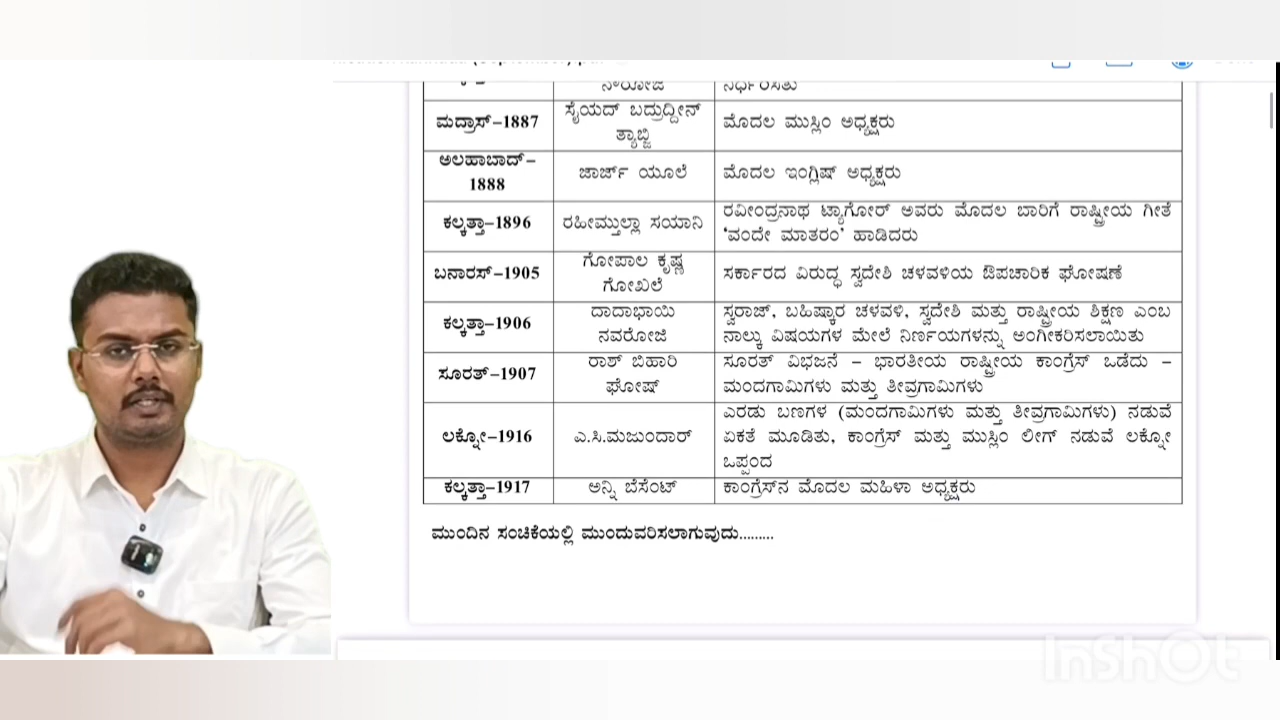 ನೌರೋಜಿ
ನಿರ್ಧರಿಸಿತು
ಮದ್ರಾಸ್–1887
ಸೈಯದ್ ಬದ್ರುದ್ದೀನ್
ತ್ಯಾಬ್ಜಿ
ಮೊದಲ ಮುಸ್ಲಿಂ ಅಧ್ಯಕ್ಷರು
ಅಲಹಾಬಾದ್–
1888
ಜಾರ್ಜ್ ಯೂಲೆ
ಮೊದಲ ಇಂಗ್ಲಿಷ್ ಅಧ್ಯಕ್ಷರು
ಕಲ್ಕತ್ತಾ–1896
ರಹೀಮ್ತುಲ್ಲಾ ಸಯಾನಿ
ರವೀಂದ್ರನಾಥ ಟ್ಯಾಗೋರ್ ಅವರು ಮೊದಲ ಬಾರಿಗೆ ರಾಷ್ಟ್ರೀಯ ಗೀತೆ
'ವಂದೇ ಮಾತರಂ' ಹಾಡಿದರು
ಬನಾರಸ್–1905
ಗೋಪಾಲ ಕೃಷ್ಣ
ಗೋಖಲೆ
ಸರ್ಕಾರದ ವಿರುದ್ಧ ಸ್ವದೇಶಿ ಚಳವಳಿಯ ಔಪಚಾರಿಕ ಘೋಷಣೆ
ಕಲ್ಕತ್ತಾ–1906
ದಾದಾಭಾಯಿ
ನವರೋಜಿ
ಸ್ವರಾಜ್, ಬಹಿಷ್ಕಾರ ಚಳವಳಿ, ಸ್ವದೇಶಿ ಮತ್ತು ರಾಷ್ಟ್ರೀಯ ಶಿಕ್ಷಣ ಎಂಬ
ನಾಲ್ಕು ವಿಷಯಗಳ ಮೇಲೆ ನಿರ್ಣಯಗಳನ್ನು ಅಂಗೀಕರಿಸಲಾಯಿತು
ಸೂರತ್–1907
ರಾಶ್ ಬಿಹಾರಿ
ಘೋಷ್
ಸೂರತ್ ವಿಭಜನೆ – ಭಾರತೀಯ ರಾಷ್ಟ್ರೀಯ ಕಾಂಗ್ರೆಸ್ ಒಡೆದು –
ಮಂದಗಾಮಿಗಳು ಮತ್ತು ತೀವ್ರಗಾಮಿಗಳು
ಲಕ್ನೋ–1916
ಎ.ಸಿ.ಮಜುಂದಾರ್
ಎರಡು ಬಣಗಳ (ಮಂದಗಾಮಿಗಳು ಮತ್ತು ತೀವ್ರಗಾಮಿಗಳು) ನಡುವೆ
ಏಕತೆ ಮೂಡಿತು, ಕಾಂಗ್ರೆಸ್ ಮತ್ತು ಮುಸ್ಲಿಂ ಲೀಗ್ ನಡುವೆ ಲಕ್ನೋ
ಒಪ್ಪಂದ
ಕಲ್ಕತ್ತಾ–1917
ಅನ್ನಿ ಬೆಸೆಂಟ್
ಕಾಂಗ್ರೆಸ್‌ನ ಮೊದಲ ಮಹಿಳಾ ಅಧ್ಯಕ್ಷರು
ಮುಂದಿನ ಸಂಚಿಕೆಯಲ್ಲಿ ಮುಂದುವರಿಸಲಾಗುವುದು.........
InShOt